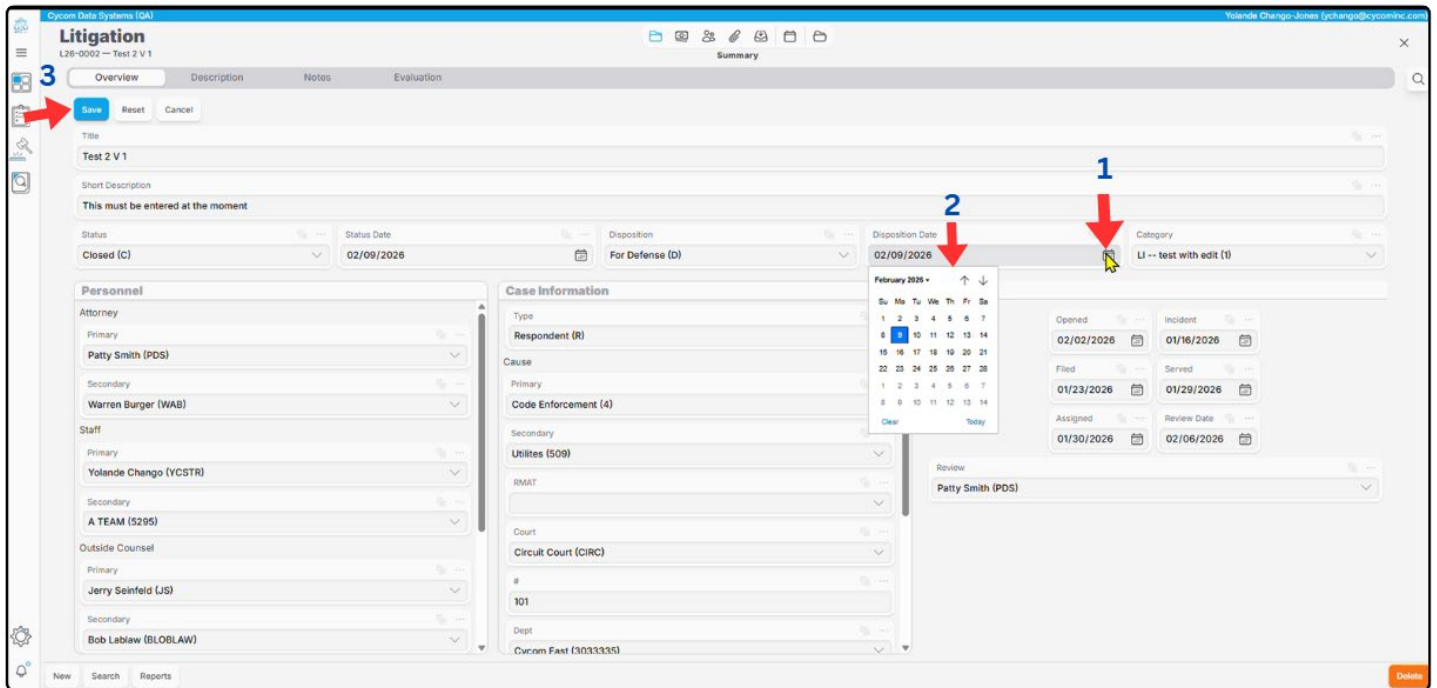 Cycom Data Systems (QA)
Yolande Chango-Jones (ychango@cycominc.com)
Litigation
L26-0002 — Test 2 V 1
Summary
3
Overview Description Notes Evaluation
Save Reset Cancel
Title
Test 2 V 1
1
Short Description
This must be entered at the moment
2
Status Status Date Disposition Disposition Date Category
Closed (C) 02/09/2026 For Defense (D) 02/09/2026 LI -- test with edit (1)
February 2026
Su Mo Tu We Th Fr Sa
1 2 3 4 5 6 7
8 9 10 11 12 13 14
15 16 17 18 19 20 21
22 23 24 25 26 27 28
1 2 3 4 5 6 7
8 9 10 11 12 13 14
Clear Today
Personnel
Attorney
Primary
Patty Smith (PDS)
Secondary
Warren Burger (WAB)
Staff
Primary
Yolande Chango (YCSTR)
Secondary
A TEAM (5295)
Outside Counsel
Primary
Jerry Seinfeld (JS)
Secondary
Bob Lablaw (BLOBLAW)
Case Information
Type
Respondent (R)
Cause
Primary
Code Enforcement (4)
Secondary
Utilites (509)
RMAT
Court
Circuit Court (CIRC)
#
101
Dept
Cycom East (3033335)
Opened Incident
02/02/2026 01/16/2026
Filed Served
01/23/2026 01/29/2026
Assigned Review Date
01/30/2026 02/06/2026
Review
Patty Smith (PDS)
New Search Reports
Delete